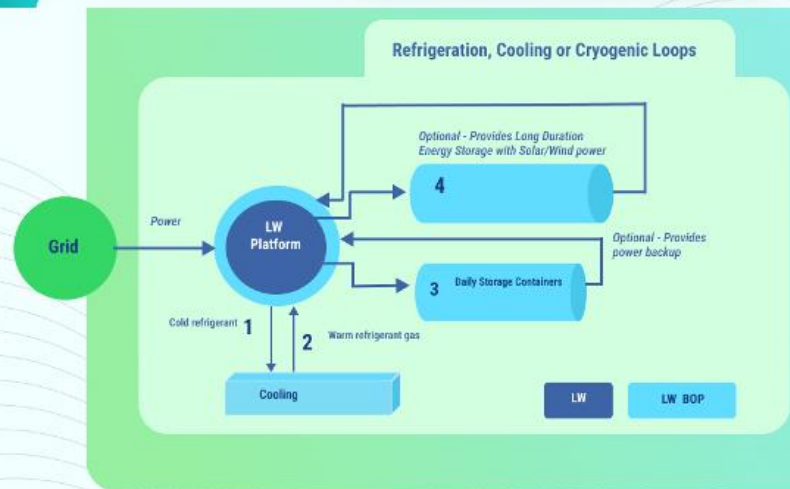 Refrigeration, Cooling or Cryogenic Loops
Optional - Provides Long Duration
Energy Storage with Solar/Wind power
4
Power
LW
Platform
Grid
Optional - Provides
power backup
3
Daily Storage Containers
Cold refrigerant 1
2 Warm refrigerant gas
Cooling
LW
LW BOP